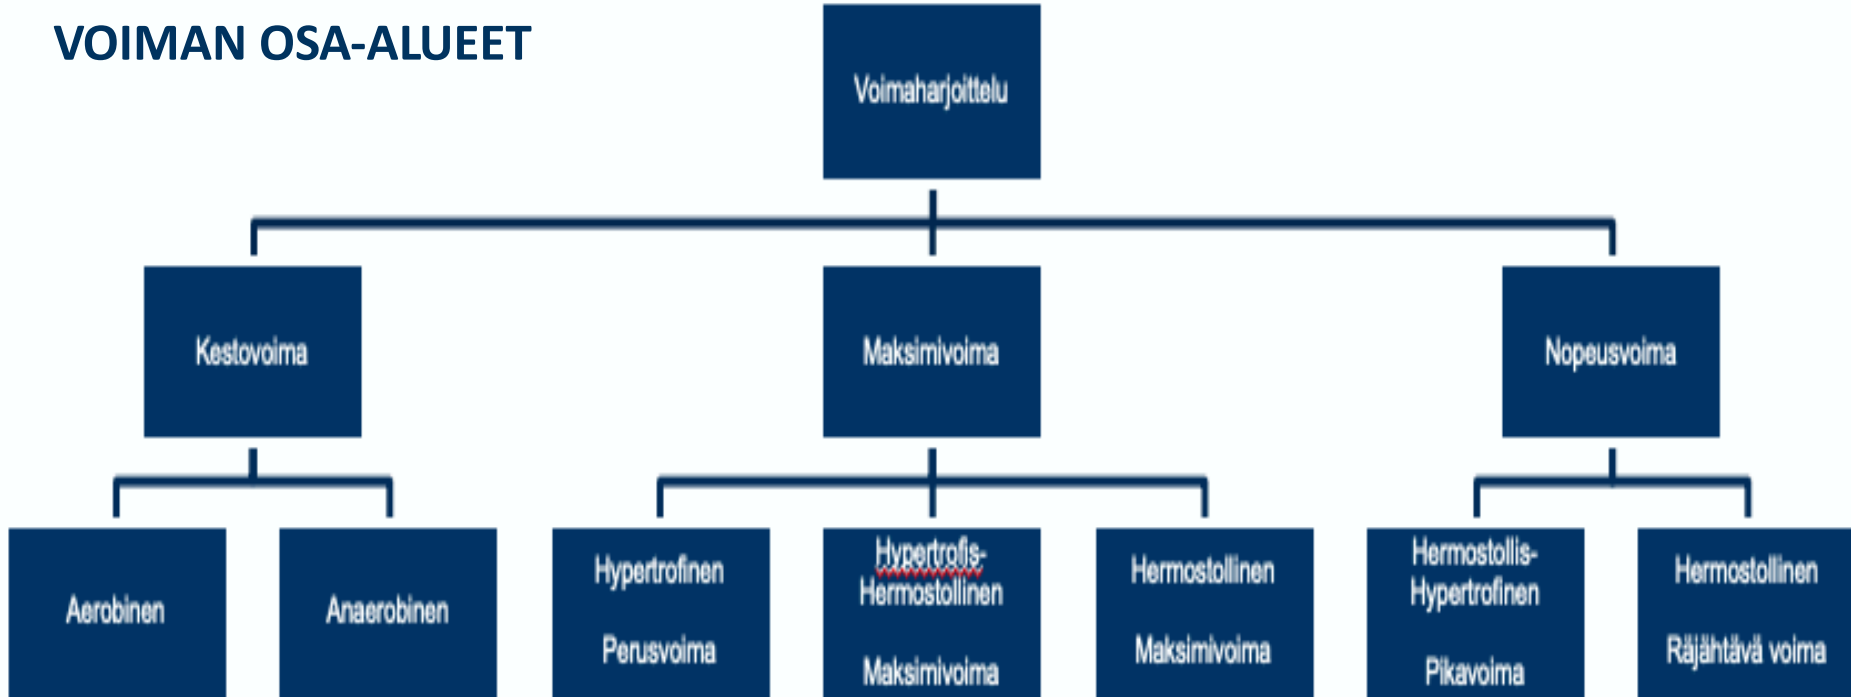 VOIMAN OSA-ALUEET
Voimaharjoittelu
Kestovoima
Maksimivoima
Nopeusvoima
Aerobinen
Anaerobinen
Hypertrofinen
Perusvoima
Hypertrofis-
Hermostollinen
Maksimivoima
Hermostollinen
Maksimivoima
Hermostollis-
Hypertrofinen
Pikavoima
Hermostollinen
Räjähtävä voima